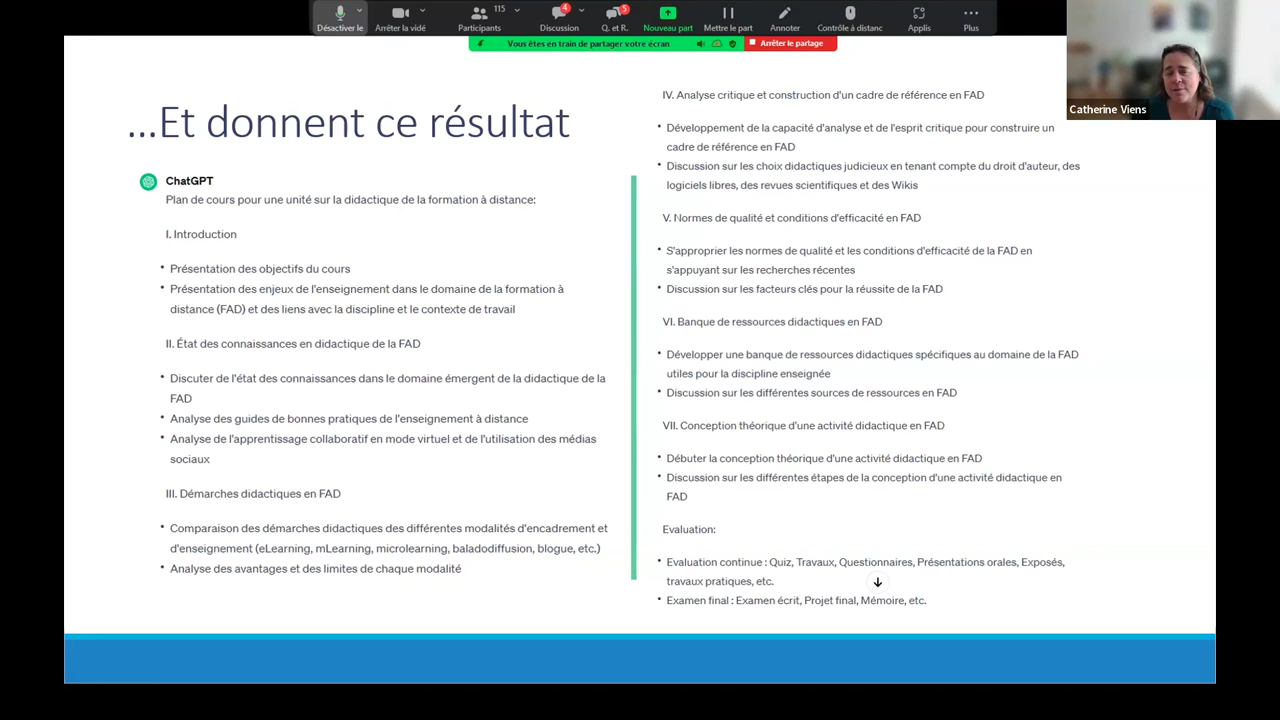 115
4
5
Désactiver le
Arrêter la vidé
Participants
Discussion
Q. et R.
Nouveau part
Mettre le part
Annoter
Contrôle à distanc
Applis
Plus
Vous êtes en train de partager votre écran
Arrêter le partage
Catherine Viens
...Et donnent ce résultat
ChatGPT
Plan de cours pour une unité sur la didactique de la formation à distance:
I. Introduction
• Présentation des objectifs du cours
• Présentation des enjeux de l'enseignement dans le domaine de la formation à
distance (FAD) et des liens avec la discipline et le contexte de travail
II. État des connaissances en didactique de la FAD
• Discuter de l'état des connaissances dans le domaine émergent de la didactique de la
FAD
• Analyse des guides de bonnes pratiques de l'enseignement à distance
• Analyse de l'apprentissage collaboratif en mode virtuel et de l'utilisation des médias
sociaux
III. Démarches didactiques en FAD
• Comparaison des démarches didactiques des différentes modalités d'encadrement et
d'enseignement (eLearning, mLearning, microlearning, baladodiffusion, blogue, etc.)
• Analyse des avantages et des limites de chaque modalité
IV. Analyse critique et construction d'un cadre de référence en FAD
• Développement de la capacité d'analyse et de l'esprit critique pour construire un
cadre de référence en FAD
• Discussion sur les choix didactiques judicieux en tenant compte du droit d'auteur, des
logiciels libres, des revues scientifiques et des Wikis
V. Normes de qualité et conditions d'efficacité en FAD
• S'approprier les normes de qualité et les conditions d'efficacité de la FAD en
s'appuyant sur les recherches récentes
• Discussion sur les facteurs clés pour la réussite de la FAD
VI. Banque de ressources didactiques en FAD
• Développer une banque de ressources didactiques spécifiques au domaine de la FAD
utiles pour la discipline enseignée
• Discussion sur les différentes sources de ressources en FAD
VII. Conception théorique d'une activité didactique en FAD
• Débuter la conception théorique d'une activité didactique en FAD
• Discussion sur les différentes étapes de la conception d'une activité didactique en
FAD
Evaluation:
• Evaluation continue : Quiz, Travaux, Questionnaires, Présentations orales, Exposés,
travaux pratiques, etc.
• Examen final : Examen écrit, Projet final, Mémoire, etc.